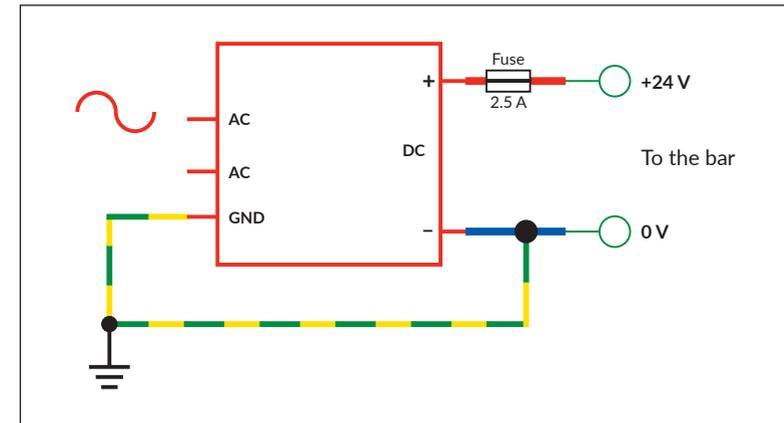 Fuse
+
+24 V
2.5 A
AC
DC
To the bar
AC
GND
−
0 V